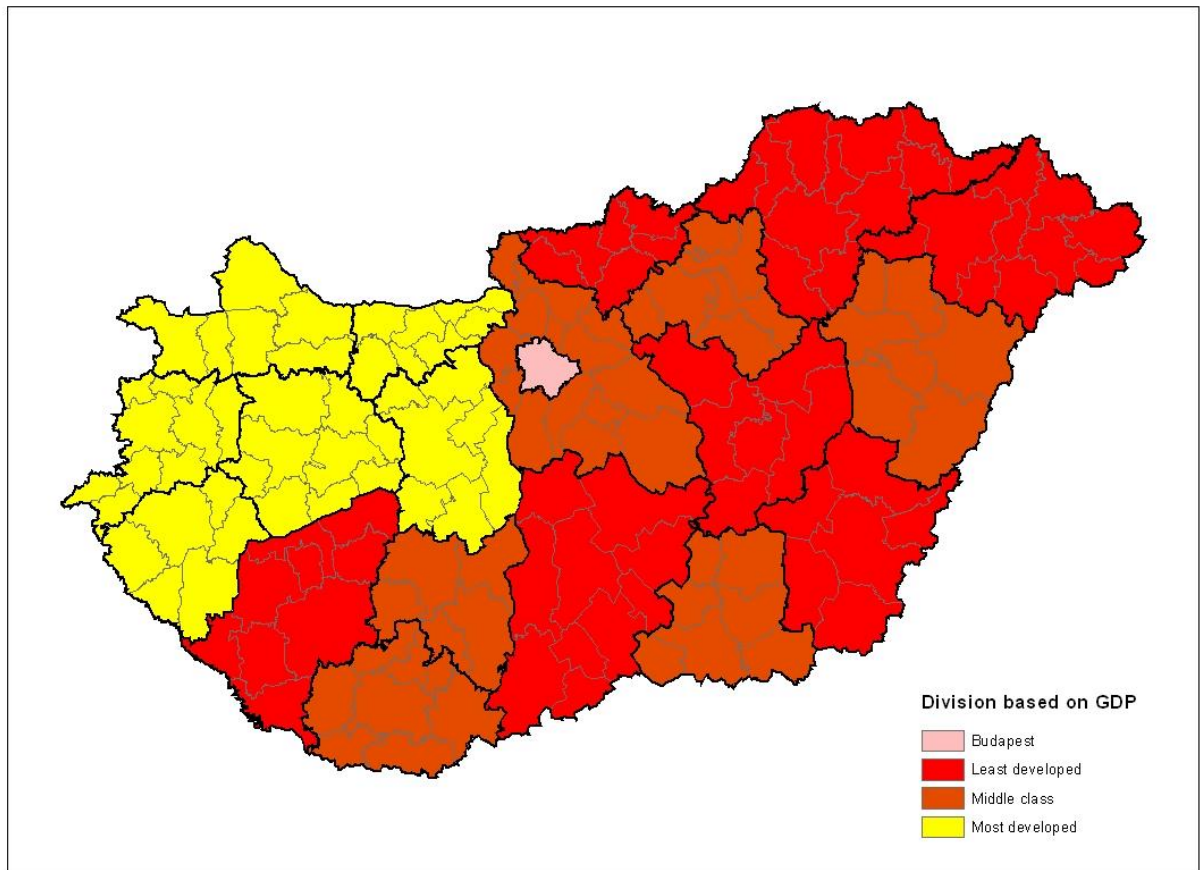 Division based on GDP
Budapest
Least developed
Middle class
Most developed